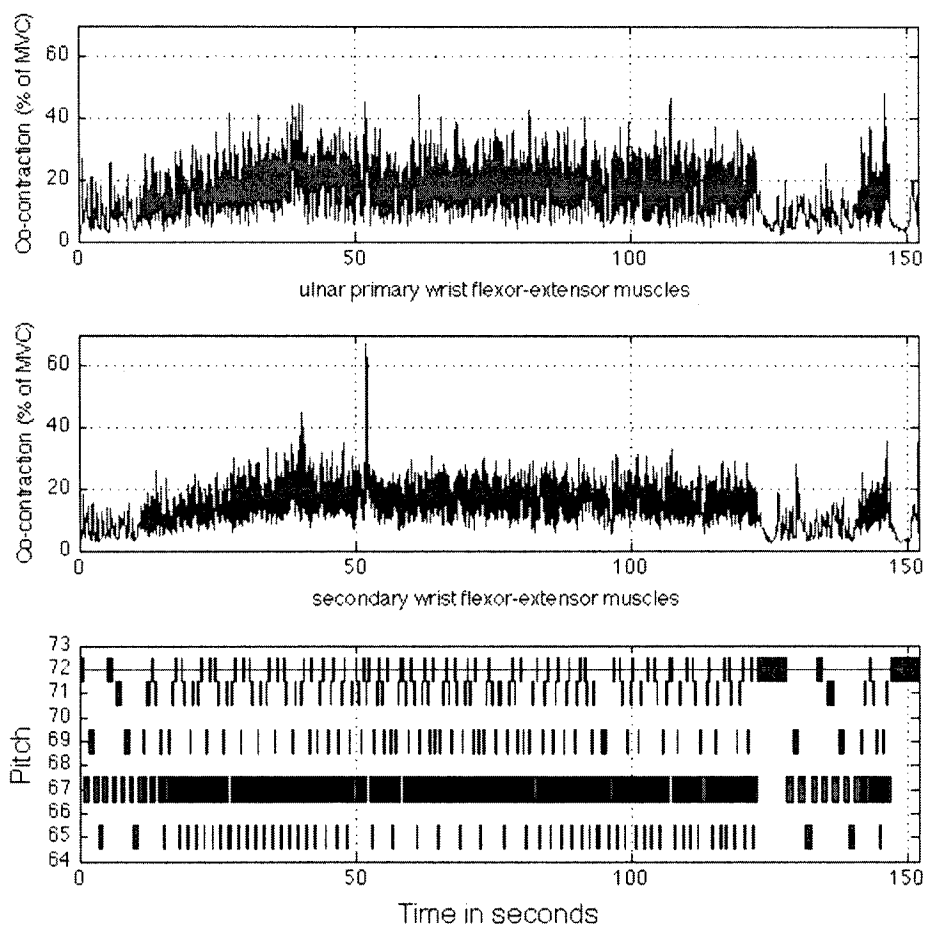 Co-contraction (% of MVC)
60
40
20
0
0 50 100 150
ulnar primary wrist flexor-extensor muscles
Co-contraction (% of MVC)
60
40
20
0
0 50 100 150
secondary wrist flexor-extensor muscles
Pitch
73
72
71
70
69
68
67
66
65
64
0 50 100 150
Time in seconds